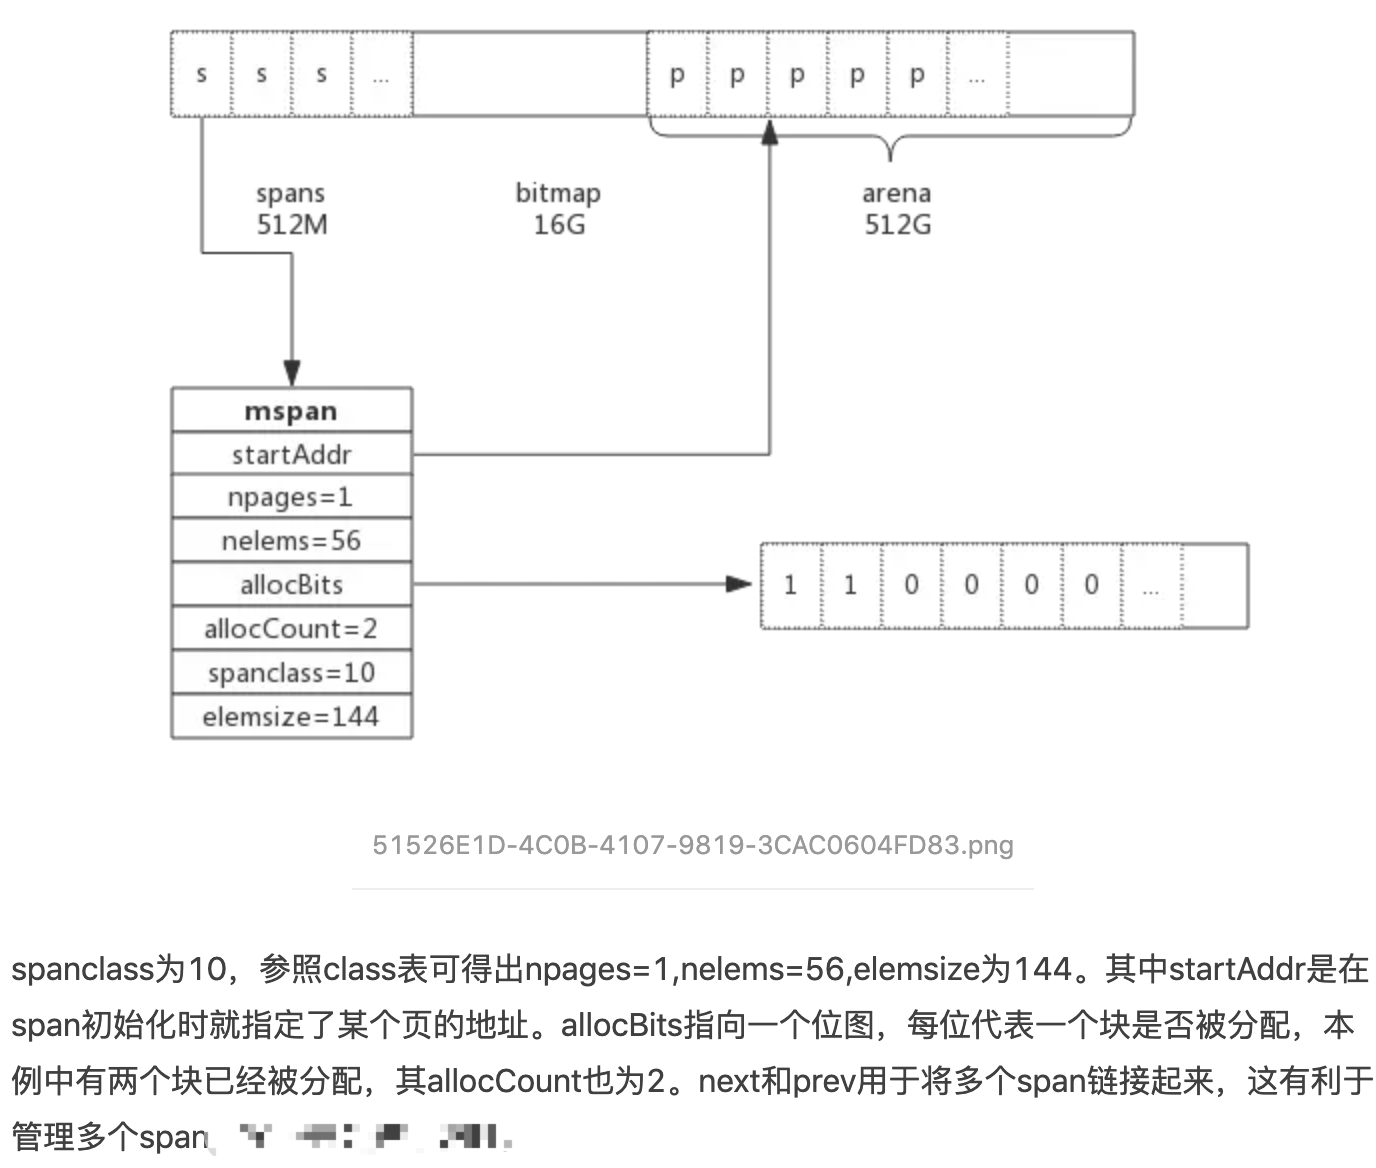 s s s ... p p p p p ...
spans bitmap arena
512M 16G 512G
mspan
startAddr
npages=1
nelems=56
allocBits 1 1 0 0 0 0 ...
allocCount=2
spanclass=10
elemsize=144
51526E1D-4C0B-4107-9819-3CAC0604FD83.png
spanclass为10，参照class表可得出npages=1,nelems=56,elemsize为144。其中startAddr是在
span初始化时就指定了某个页的地址。allocBits指向一个位图，每位代表一个块是否被分配，本
例中有两个块已经被分配，其allocCount也为2。next和prev用于将多个span链接起来，这有利于
管理多个span